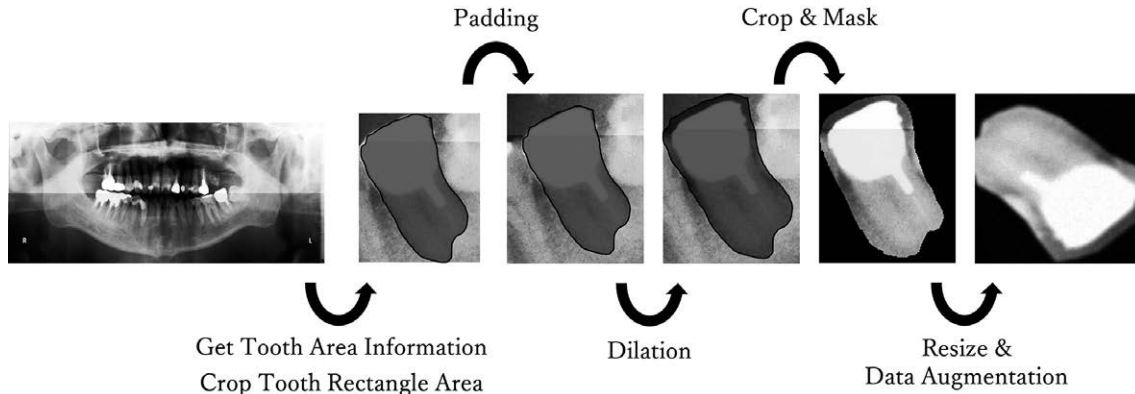 Padding
Crop & Mask
R
L
Get Tooth Area Information
Crop Tooth Rectangle Area
Dilation
Resize &
Data Augmentation